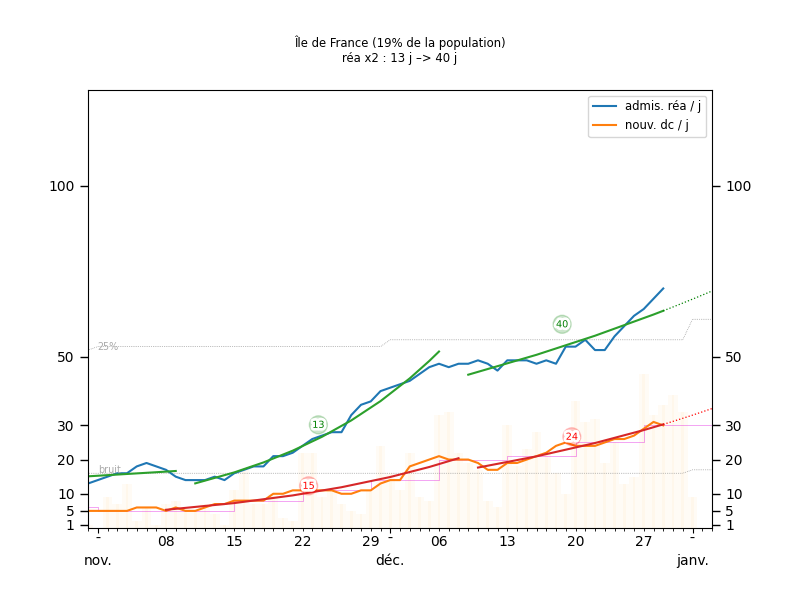 Île de France (19% de la population)
réa x2 : 13 j –> 40 j
admis. réa / j
nouv. dc / j
100
100
50
50
30
30
20
20
10
10
5
5
1
1
25%
bruit
13
15
40
24
- 08 15 22 29 - 06 13 20 27 -
nov. déc. janv.